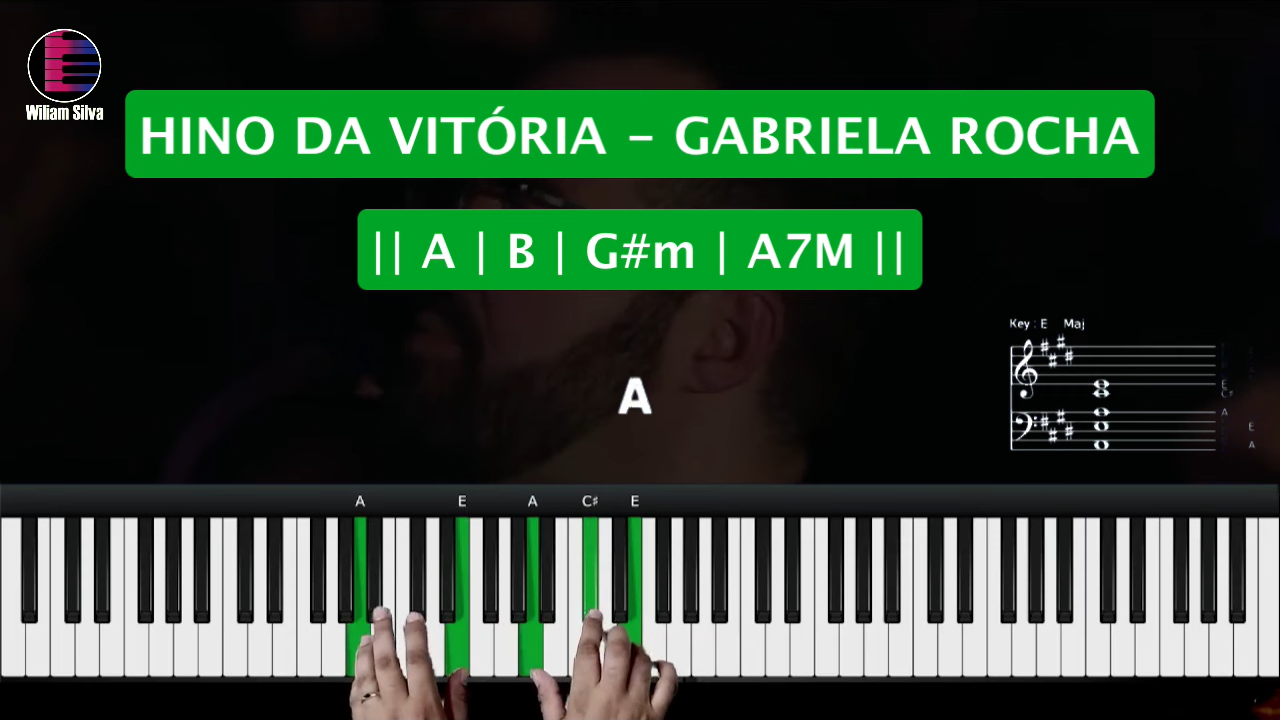 Wiliam Silva
HINO DA VITÓRIA – GABRIELA ROCHA
|| A | B | G#m | A7M ||
Key : E Maj
A
E
C#
A
E
A
A E A C♯ E